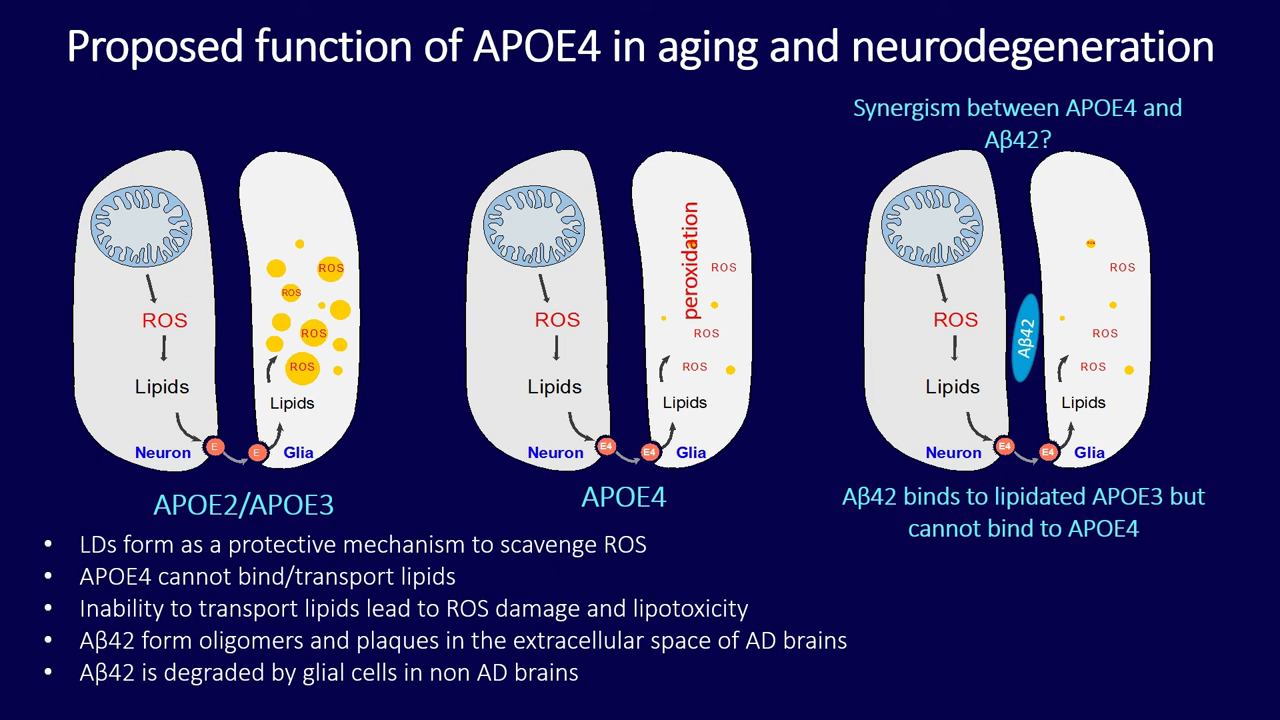 Proposed function of APOE4 in aging and neurodegeneration
Synergism between APOE4 and
Aβ42?
ROS
Lipids
Neuron
E
E
Glia
Lipids
ROS
ROS
ROS
ROS
APOE2/APOE3
ROS
Lipids
Neuron
E4
E4
Glia
Lipids
peroxidation
ROS
ROS
ROS
APOE4
ROS
Lipids
Neuron
E4
E4
Glia
Lipids
Aβ42
ROS
ROS
ROS
Aβ42 binds to lipidated APOE3 but
cannot bind to APOE4
• LDs form as a protective mechanism to scavenge ROS
• APOE4 cannot bind/transport lipids
• Inability to transport lipids lead to ROS damage and lipotoxicity
• Aβ42 form oligomers and plaques in the extracellular space of AD brains
• Aβ42 is degraded by glial cells in non AD brains